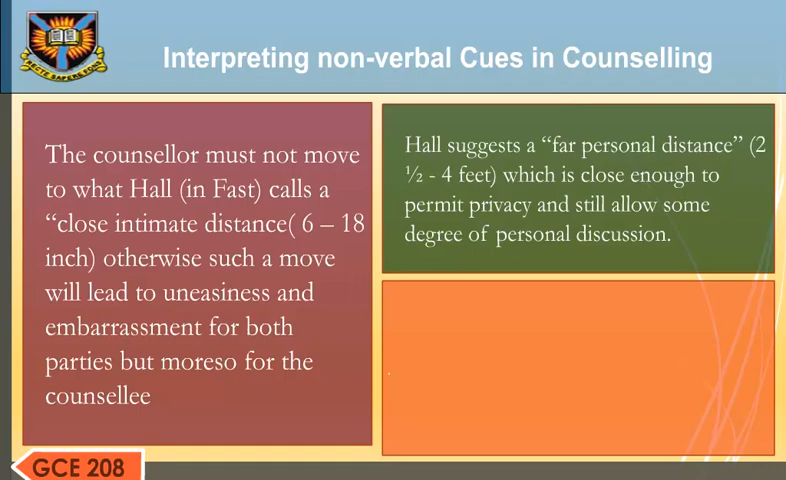 GCE
Interpreting non-verbal Cues in Counselling
The counsellor must not move
to what Hall (in Fast) calls a
“close intimate distance( 6 – 18
inch) otherwise such a move
will lead to uneasiness and
embarrassment for both
parties but moreso for the
counsellee
Hall suggests a “far personal distance” (2
½ - 4 feet) which is close enough to
permit privacy and still allow some
degree of personal discussion.
GCE 208